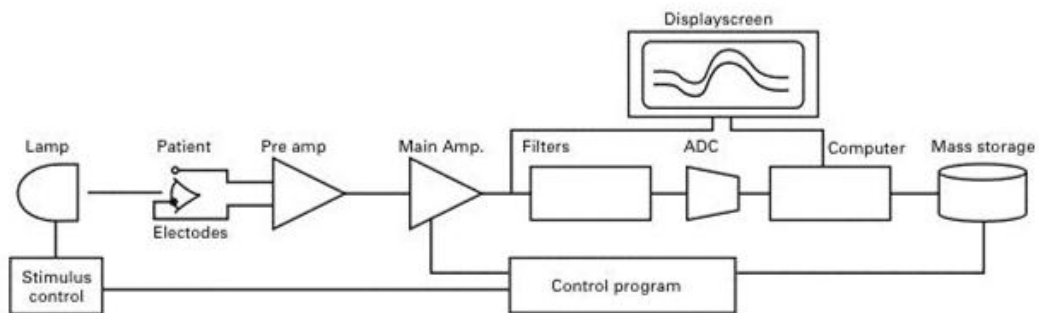 Displayscreen
Lamp
Patient
Pre amp
Main Amp.
Filters
ADC
Computer
Mass storage
Electodes
Stimulus
control
Control program